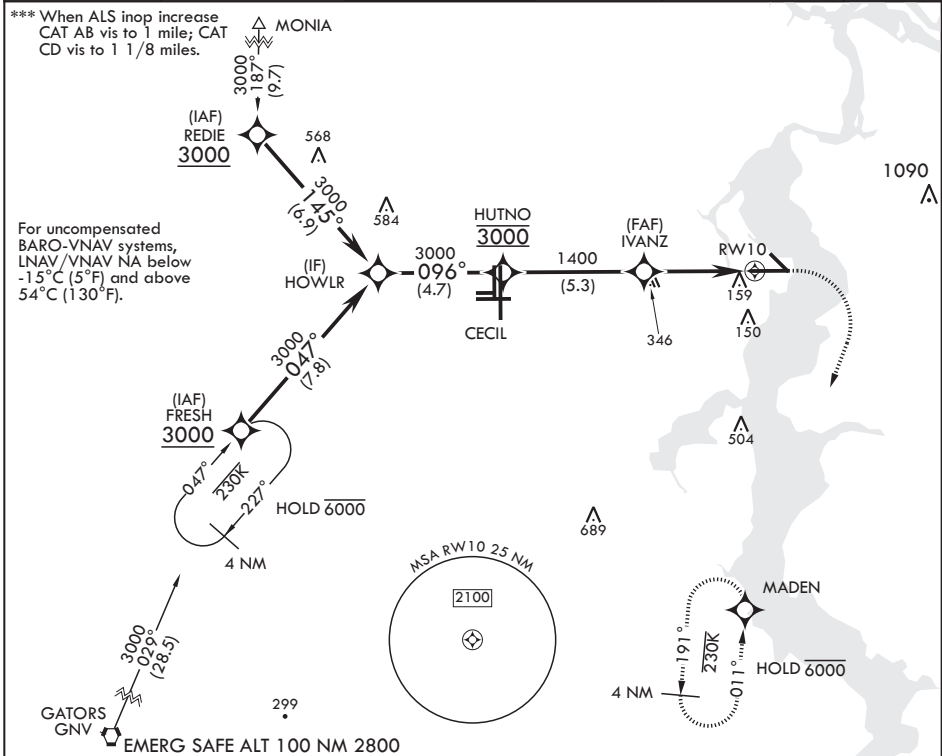 *** When ALS inop increase
CAT AB vis to 1 mile; CAT
CD vis to 1 1/8 miles.
MONIA
3000
187°
(9.7)
(IAF)
REDIE
3000
568
3000
145°
(6.9)
584
1090
For uncompensated
BARO-VNAV systems,
LNAV/VNAV NA below
-15°C (5°F) and above
54°C (130°F).
(IF)
HOWLR
3000
096°
(4.7)
HUTNO
3000
CECIL
1400
(5.3)
(FAF)
IVANZ
346
RW10
159
150
3000
047°
(7.8)
(IAF)
FRESH
3000
047°
230K
227°
HOLD 6000
4 NM
504
689
MSA RW10 25 NM
2100
MADEN
191°
230K
011°
HOLD 6000
4 NM
3000
029°
(28.5)
GATORS
GNV
299
EMERG SAFE ALT 100 NM 2800